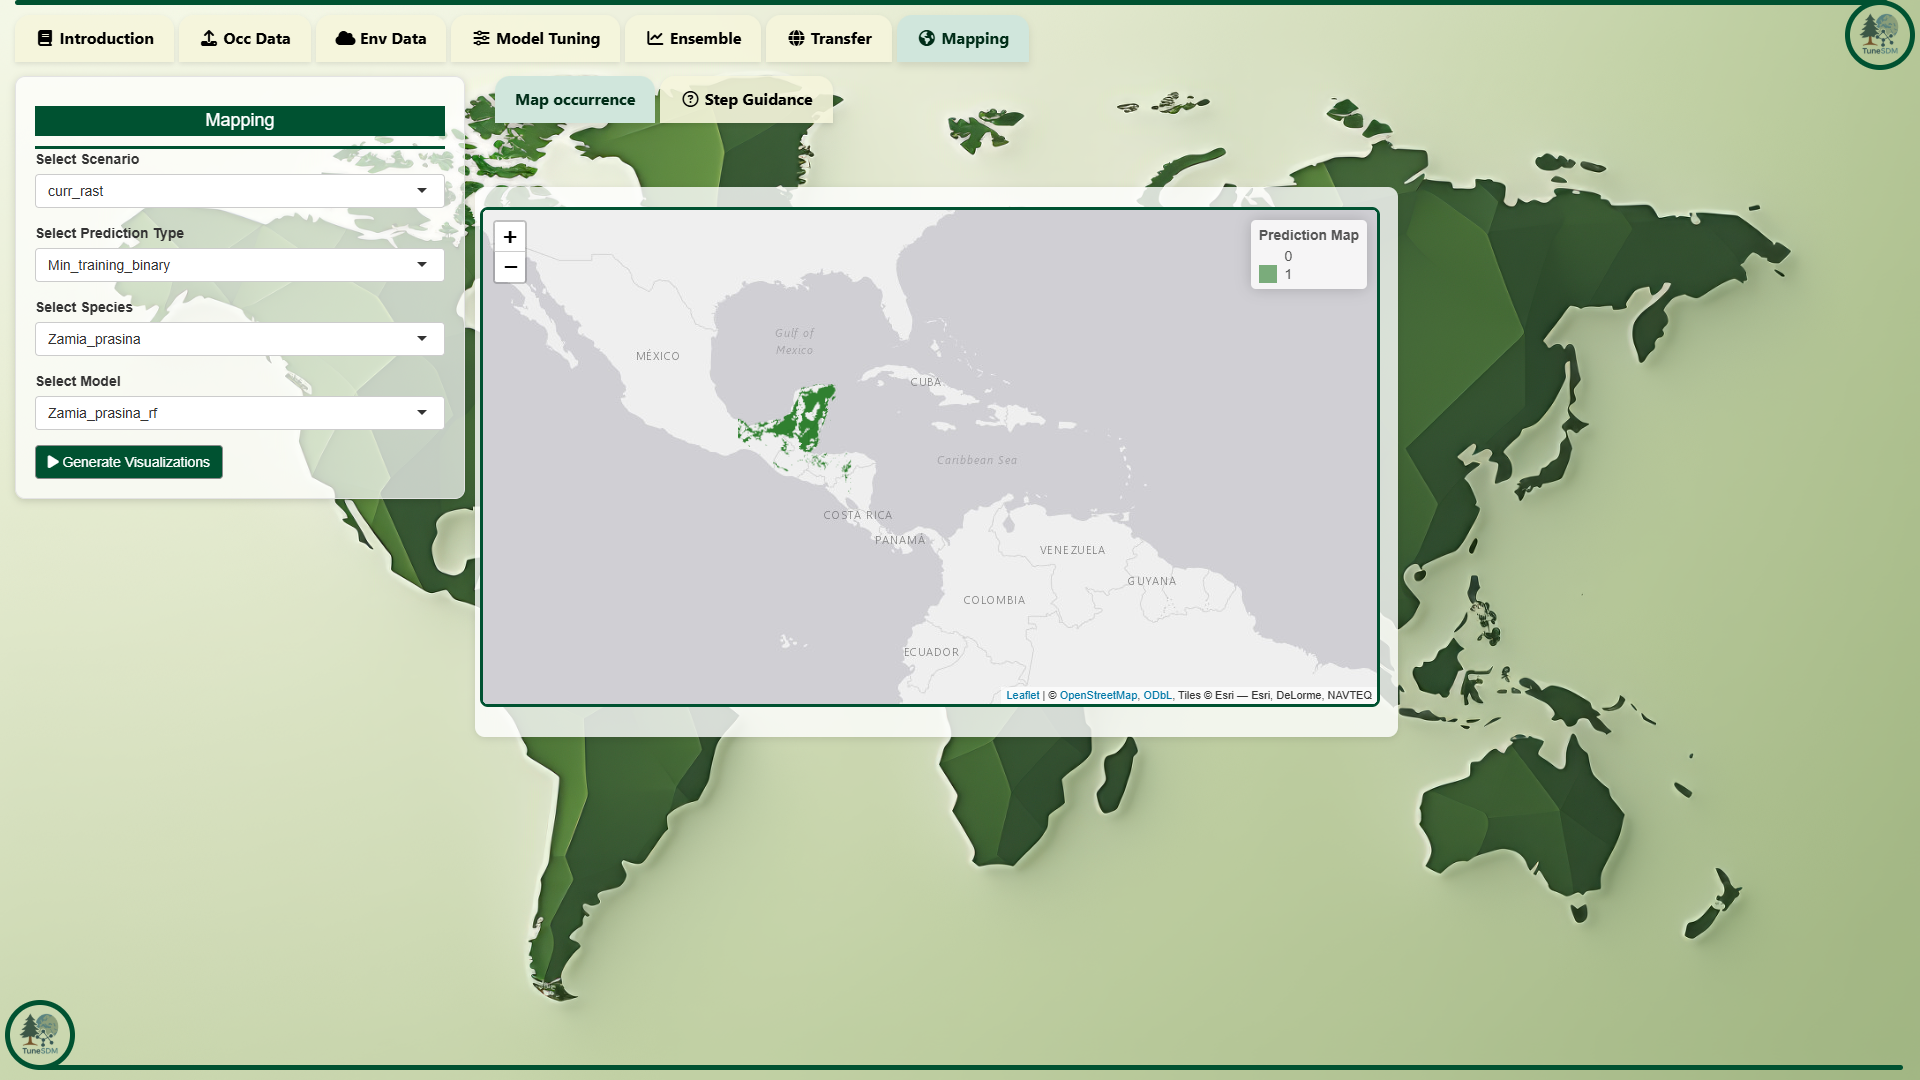 Introduction
Occ Data
Env Data
Model Tuning
Ensemble
Transfer
Mapping
TuneSDM
Mapping
Select Scenario
curr_rast
Select Prediction Type
Min_training_binary
Select Species
Zamia_prasina
Select Model
Zamia_prasina_rf
Generate Visualizations
Map occurrence
Step Guidance
+
−
Prediction Map
0
1
Gulf of
Mexico
MÉXICO
CUBA
Caribbean Sea
COSTA RICA
PANAMÁ
VENEZUELA
GUYANA
COLOMBIA
ECUADOR
Leaflet | © OpenStreetMap, ODbL, Tiles © Esri — Esri, DeLorme, NAVTEQ
TuneSDM